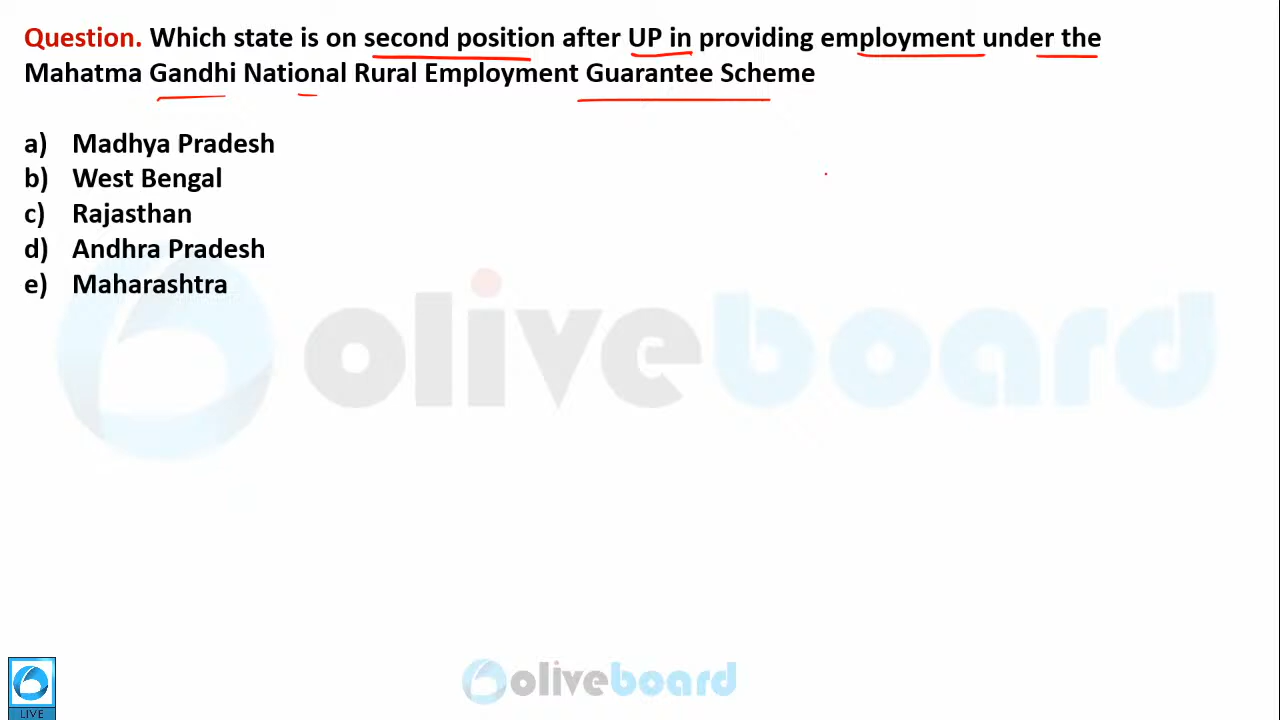 Question. Which state is on second position after UP in providing employment under the
Mahatma Gandhi National Rural Employment Guarantee Scheme
a) Madhya Pradesh
b) West Bengal
c) Rajasthan
d) Andhra Pradesh
e) Maharashtra
oliveboard
oliveboard
LIVE